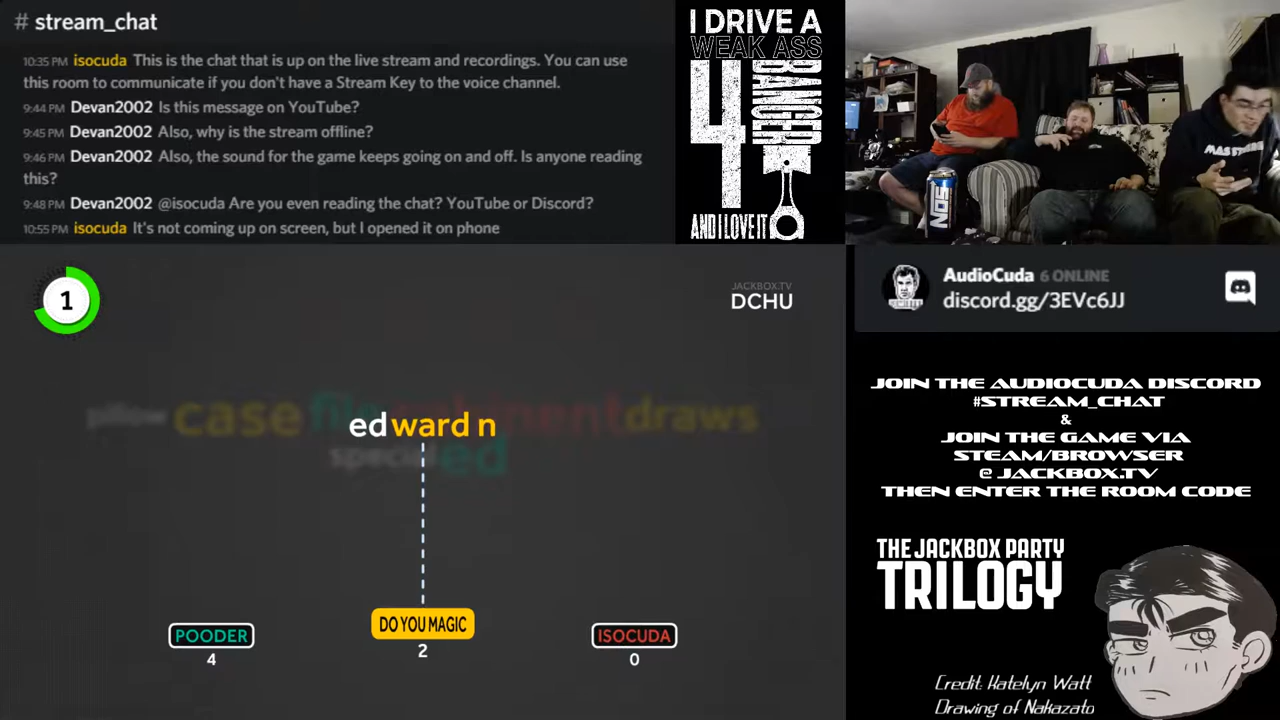 # stream_chat
10:35 PM isocuda This is the chat that is up on the live stream and recordings. You can use
this room to communicate if you don't have a Stream Key to the voice channel.
9:44 PM Devan2002 Is this message on YouTube?
9:45 PM Devan2002 Also, why is the stream offline?
9:46 PM Devan2002 Also, the sound for the game keeps going on and off. Is anyone reading
this?
9:48 PM Devan2002 @isocuda Are you even reading the chat? YouTube or Discord?
10:55 PM isocuda It's not coming up on screen, but I opened it on phone
I DRIVE A
WEAK ASS
4 BANGER
AND I LOVE IT
NOS
1
JACKBOX.TV
DCHU
pillow case file draws
edward n
special ed
POODER
4
DO YOU MAGIC
2
ISOCUDA
0
AudioCuda 6 ONLINE
discord.gg/3EVc6JJ
JOIN THE AUDIOCUDA DISCORD
#STREAM_CHAT
&
JOIN THE GAME VIA
STEAM/BROWSER
@ JACKBOX.TV
THEN ENTER THE ROOM CODE
THE JACKBOX PARTY
TRILOGY
Credit: Katelyn Watt
Drawing of Nakazato